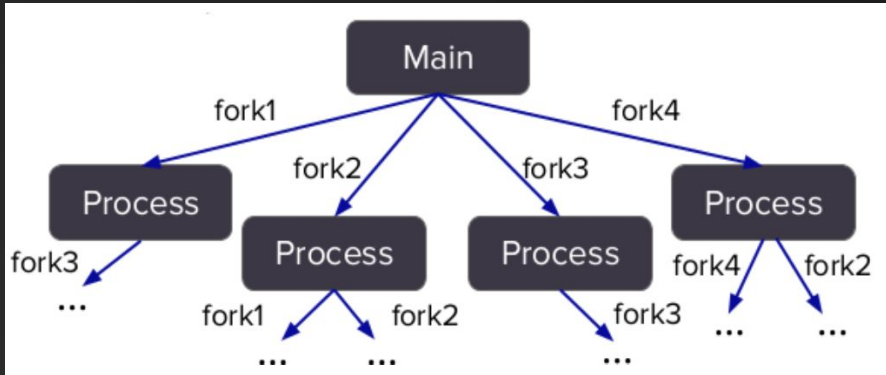 Main
fork1
fork4
fork2
fork3
Process
Process
Process
Process
fork3
fork4
fork2
fork1
fork2
fork3
...
...
...
...
...
...